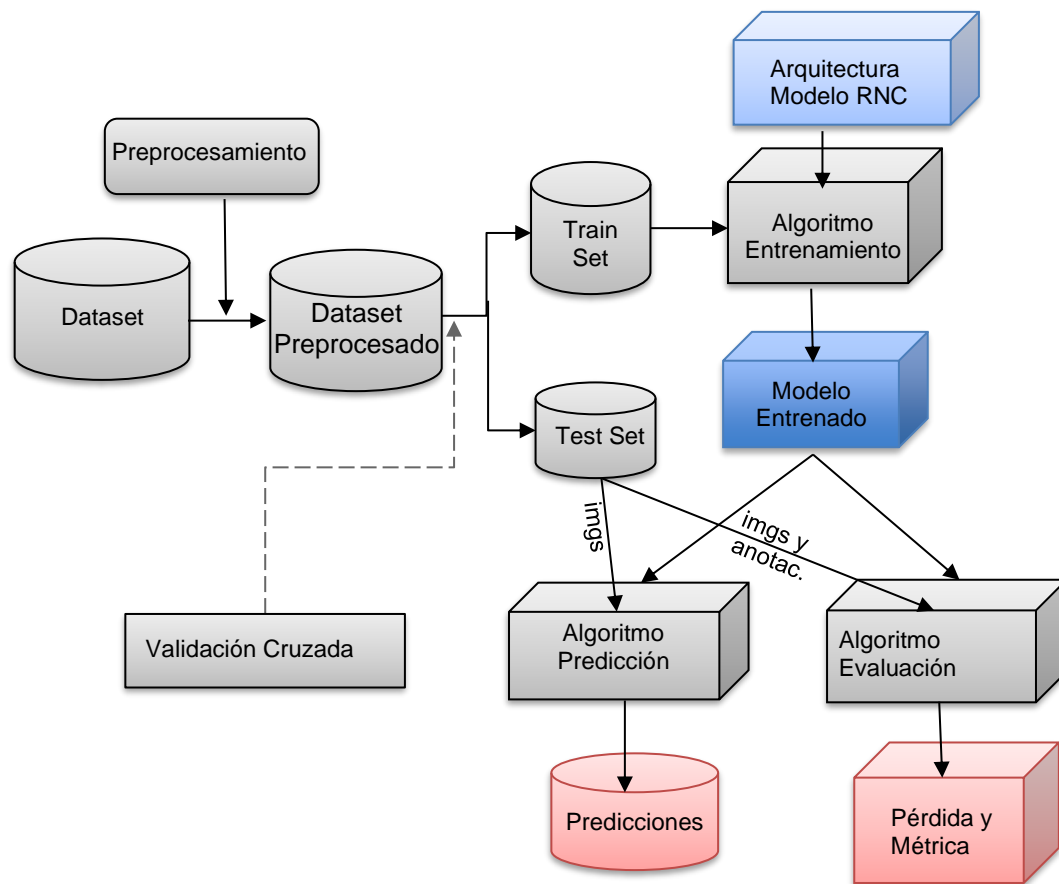 Arquitectura
Modelo RNC
Preprocesamiento
Train
Set
Algoritmo
Entrenamiento
Dataset
Dataset
Preprocesado
Modelo
Entrenado
Test Set
imgs
imgs y
anotac.
Validación Cruzada
Algoritmo
Predicción
Algoritmo
Evaluación
Predicciones
Pérdida y
Métrica